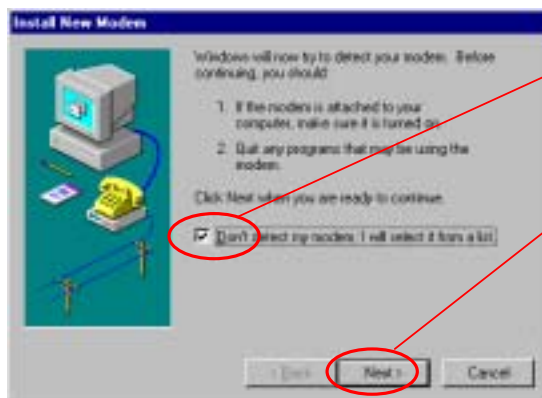 Install New Modem
Windows will now try to detect your modem. Before
continuing, you should:
1. If the modem is attached to your
computer, make sure it is turned on.
2. Quit any programs that may be using the
modem.
Click Next when you are ready to continue.
Don't detect my modem; I will select it from a list.
< Back
Next >
Cancel